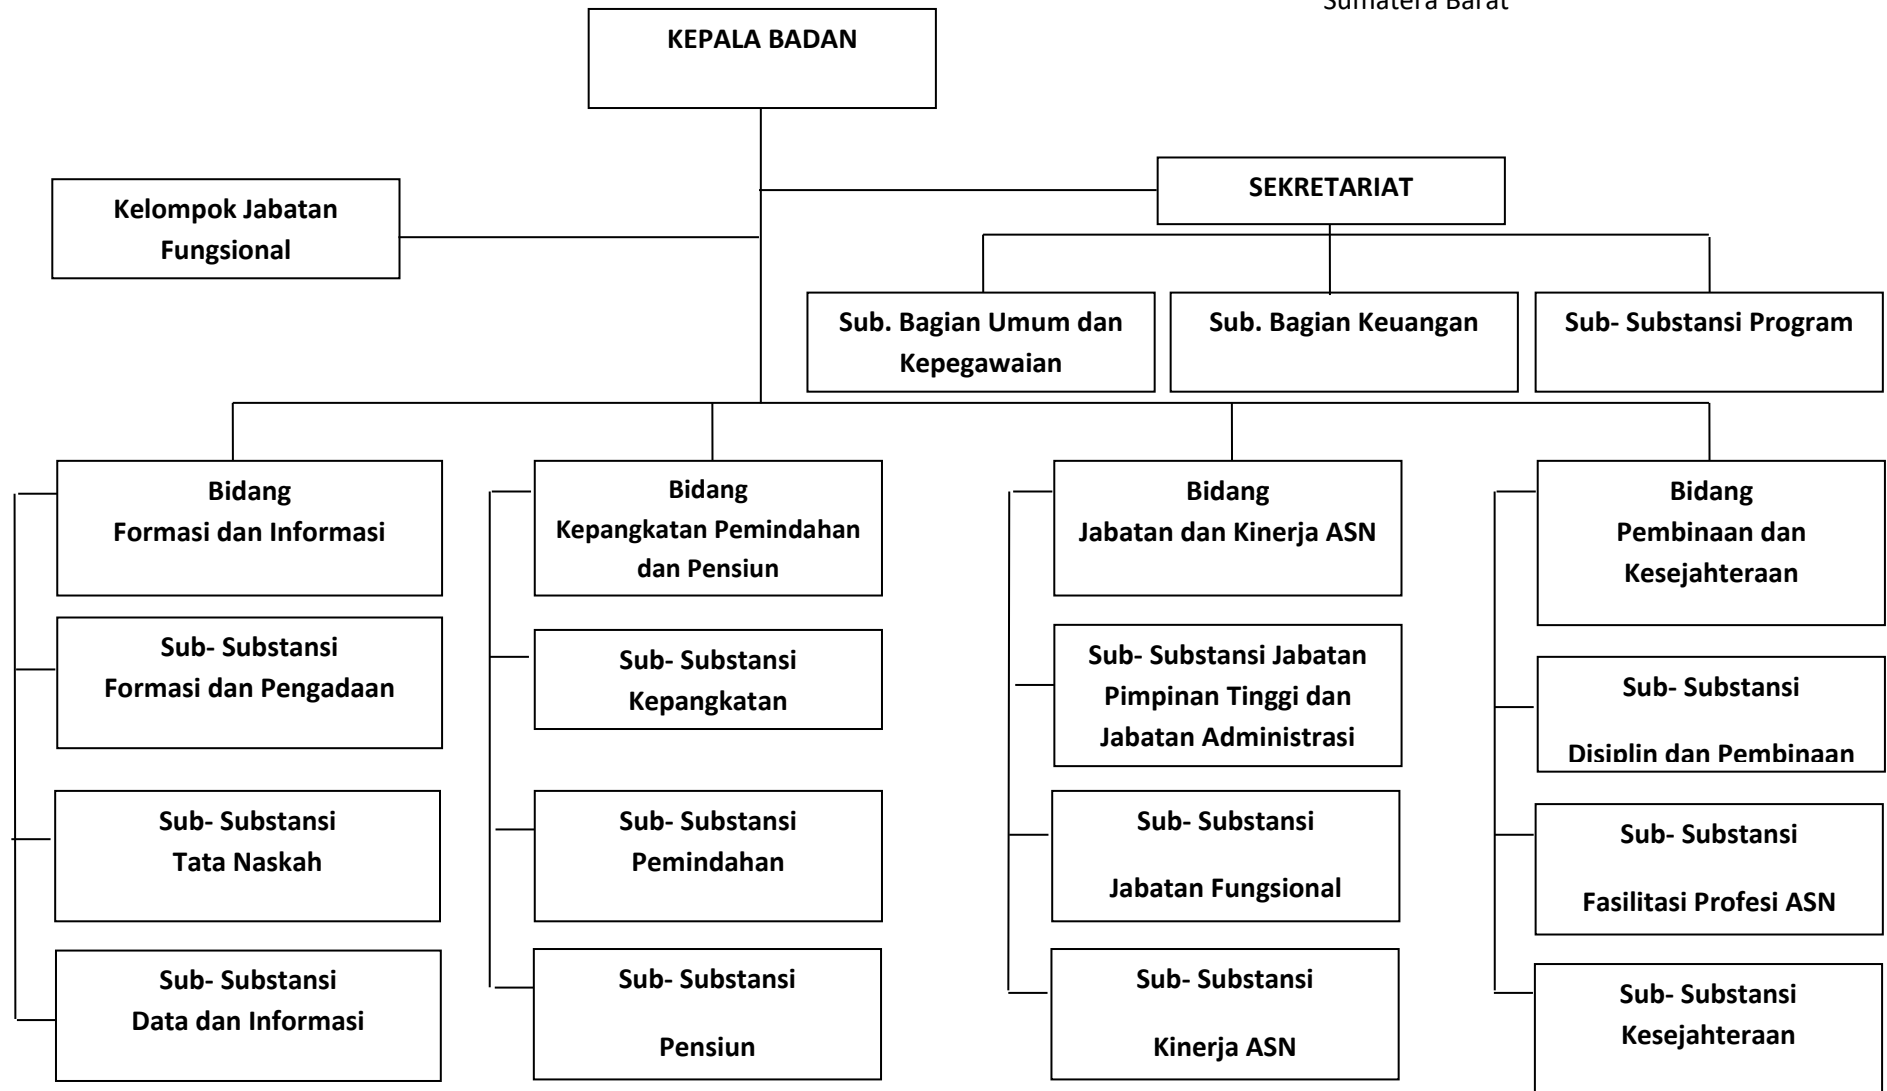 Sumatera Barat
KEPALA BADAN
SEKRETARIAT
Kelompok Jabatan
Fungsional
Sub. Bagian Umum dan
Kepegawaian
Sub. Bagian Keuangan
Sub- Substansi Program
Bidang
Formasi dan Informasi
Bidang
Kepangkatan Pemindahan
dan Pensiun
Bidang
Jabatan dan Kinerja ASN
Bidang
Pembinaan dan
Kesejahteraan
Sub- Substansi
Formasi dan Pengadaan
Sub- Substansi
Kepangkatan
Sub- Substansi Jabatan
Pimpinan Tinggi dan
Jabatan Administrasi
Sub- Substansi
Disiplin dan Pembinaan
Sub- Substansi
Tata Naskah
Sub- Substansi
Pemindahan
Sub- Substansi
Jabatan Fungsional
Sub- Substansi
Fasilitasi Profesi ASN
Sub- Substansi
Data dan Informasi
Sub- Substansi
Pensiun
Sub- Substansi
Kinerja ASN
Sub- Substansi
Kesejahteraan